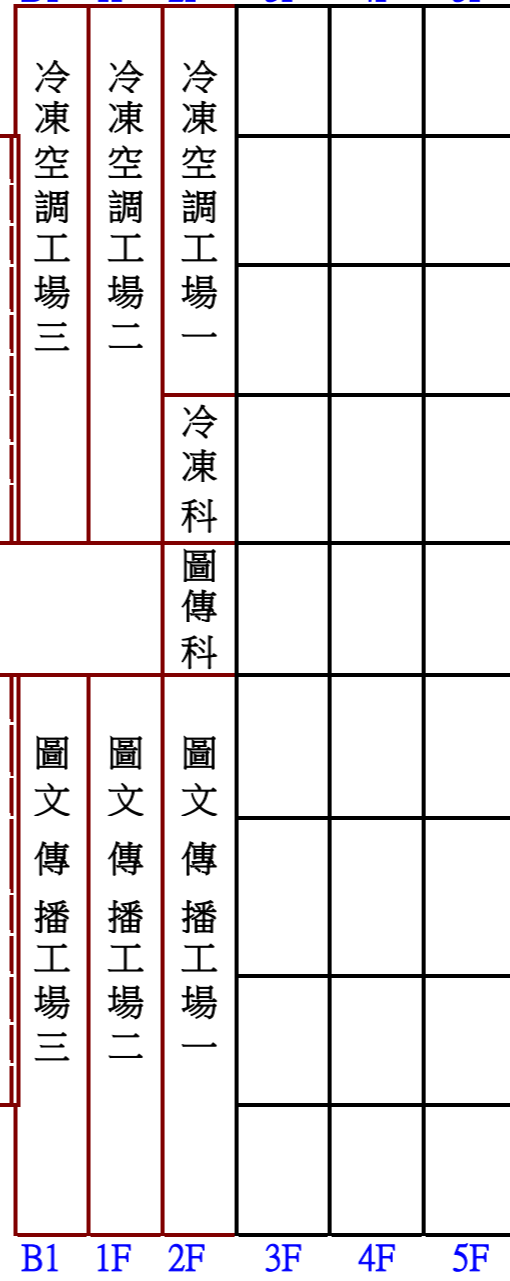 冷凍空調工場三
冷凍空調工場二
冷凍空調工場一
冷凍科
圖傳科
圖文傳播工場三
圖文傳播工場二
圖文傳播工場一
B1 1F 2F 3F 4F 5F